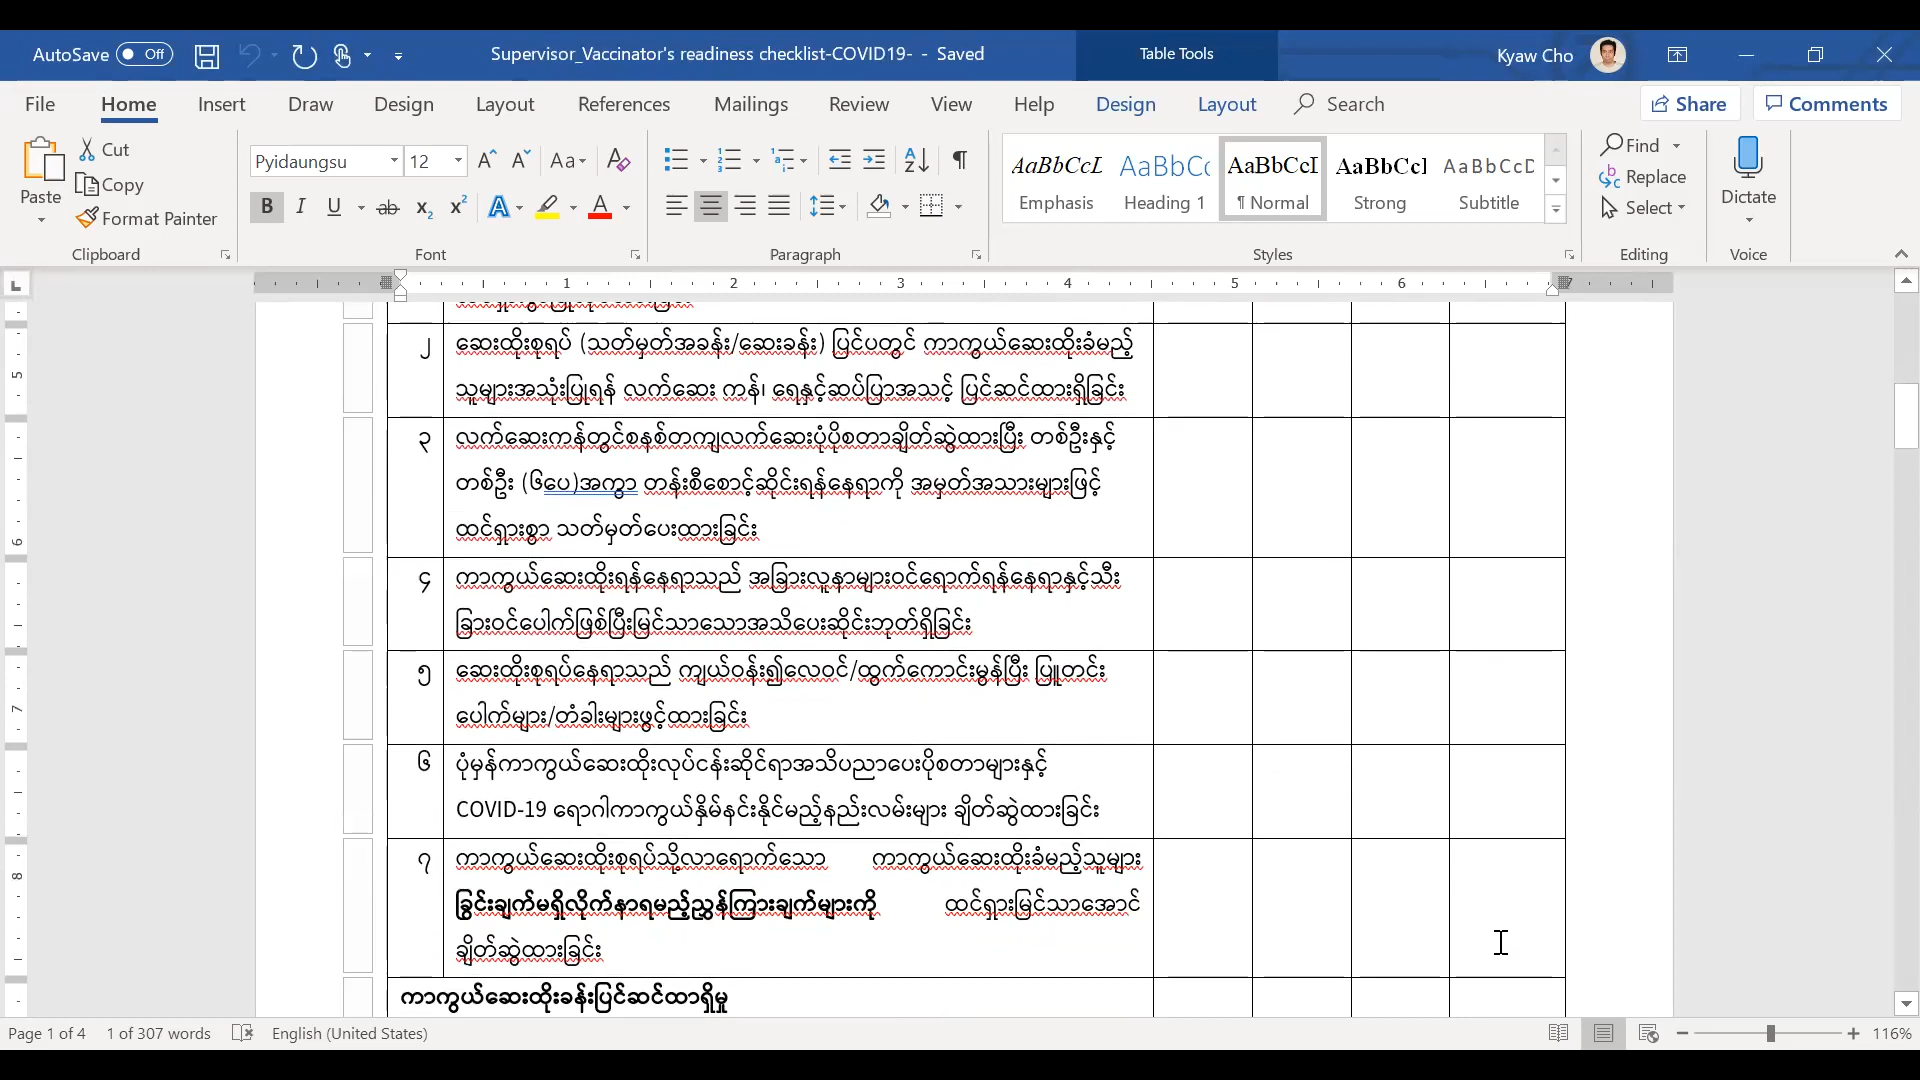 AutoSave Off
Supervisor_Vaccinator's readiness checklist-COVID19- - Saved
Table Tools
Kyaw Cho
File Home Insert Draw Design Layout References Mailings Review View Help Design Layout Search Share Comments
Paste
Cut
Copy
Format Painter
Clipboard
Pyidaungsu 12
Font
Paragraph
AaBbCcL AaBbCc AaBbCcI AaBbCcI AaBbCcD
Emphasis Heading 1 ¶ Normal Strong Subtitle
Styles
Find
Replace
Select
Editing
Dictate
Voice
1 2 3 4 5 6 7
၂ ဆေးထိုးစုရပ် (သတ်မှတ်အခန်း/ဆေးခန်း) ပြင်ပတွင် ကာကွယ်ဆေးထိုးခံမည့်
သူများအသုံးပြုရန် လက်ဆေး ကန်၊ ရေနှင့်ဆပ်ပြာအသင့် ပြင်ဆင်ထားရှိခြင်း
၃ လက်ဆေးကန်တွင်စနစ်တကျလက်ဆေးပုံပိုစတာချိတ်ဆွဲထားပြီး တစ်ဦးနှင့်
တစ်ဦး (၆ပေ)အကွာ တန်းစီစောင့်ဆိုင်းရန်နေရာကို အမှတ်အသားများဖြင့်
ထင်ရှားစွာ သတ်မှတ်ပေးထားခြင်း
၄ ကာကွယ်ဆေးထိုးရန်နေရာသည် အခြားလူနာများဝင်ရောက်ရန်နေရာနှင့်သီး
ခြားဝင်ပေါက်ဖြစ်ပြီးမြင်သာသောအသိပေးဆိုင်းဘုတ်ရှိခြင်း
၅ ဆေးထိုးစုရပ်နေရာသည် ကျယ်ဝန်း၍လေဝင်/ထွက်ကောင်းမွန်ပြီး ပြူတင်း
ပေါက်များ/တံခါးများဖွင့်ထားခြင်း
၆ ပုံမှန်ကာကွယ်ဆေးထိုးလုပ်ငန်းဆိုင်ရာအသိပညာပေးပိုစတာများနှင့်
COVID-19 ရောဂါကာကွယ်နှိမ်နင်းနိုင်မည့်နည်းလမ်းများ ချိတ်ဆွဲထားခြင်း
၇ ကာကွယ်ဆေးထိုးစုရပ်သို့လာရောက်သော ကာကွယ်ဆေးထိုးခံမည့်သူများ
ခြွင်းချက်မရှိလိုက်နာရမည့်ညွှန်ကြားချက်များကို ထင်ရှားမြင်သာအောင်
ချိတ်ဆွဲထားခြင်း
ကာကွယ်ဆေးထိုးခန်းပြင်ဆင်ထာရှိမှု
5
6
7
8
Page 1 of 4 1 of 307 words English (United States) 116%